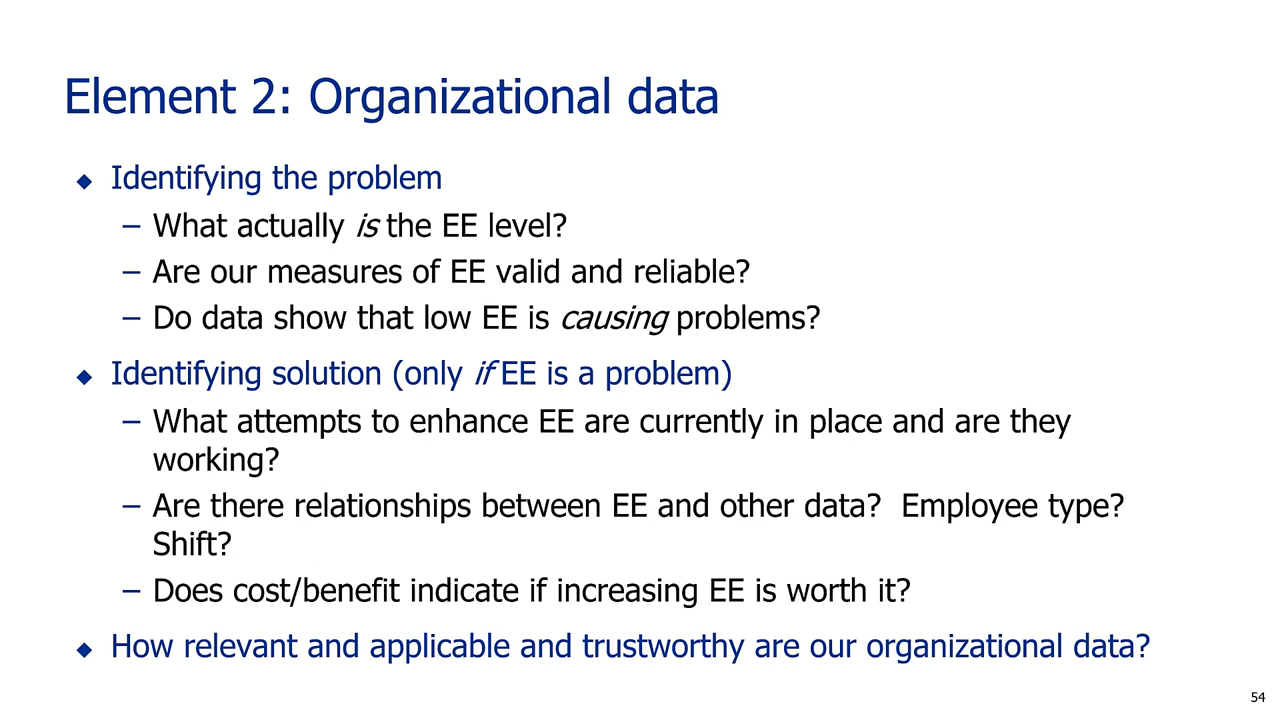 Element 2: Organizational data
◆ Identifying the problem
– What actually is the EE level?
– Are our measures of EE valid and reliable?
– Do data show that low EE is causing problems?
◆ Identifying solution (only if EE is a problem)
– What attempts to enhance EE are currently in place and are they
working?
– Are there relationships between EE and other data?  Employee type?
Shift?
– Does cost/benefit indicate if increasing EE is worth it?
◆ How relevant and applicable and trustworthy are our organizational data?
54